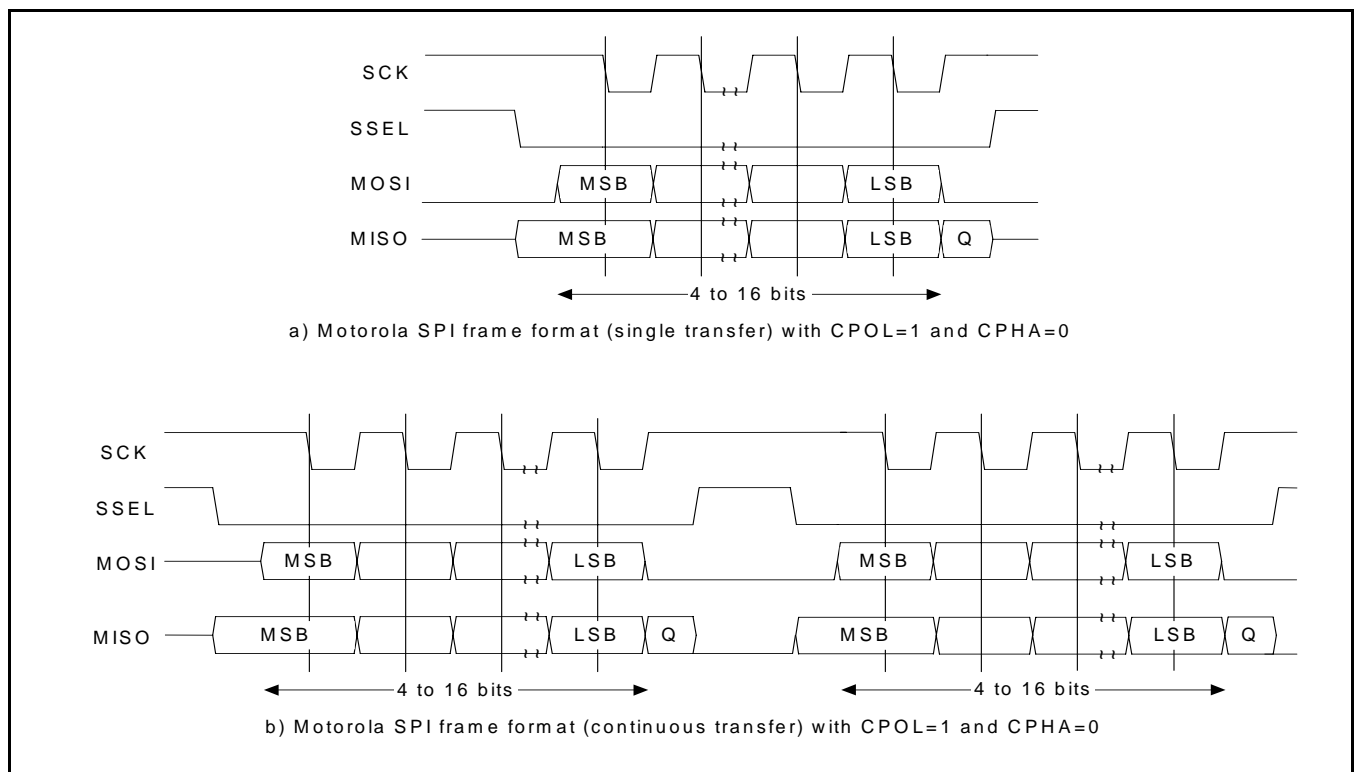 SCK
SSEL
MOSI MSB LSB
MISO MSB LSB Q
4 to 16 bits
a) Motorola SPI frame format (single transfer) with CPOL=1 and CPHA=0
SCK
SSEL
MOSI MSB LSB MSB LSB
MISO MSB LSB Q MSB LSB Q
4 to 16 bits 4 to 16 bits
b) Motorola SPI frame format (continuous transfer) with CPOL=1 and CPHA=0